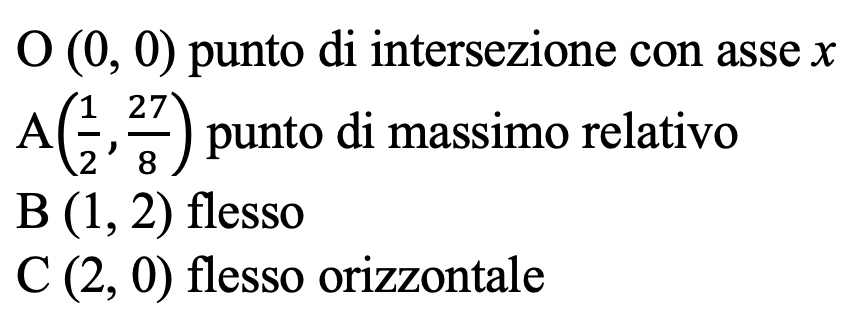 O (0, 0) punto di intersezione con asse x
A(1/2, 27/8) punto di massimo relativo
B (1, 2) flesso
C (2, 0) flesso orizzontale